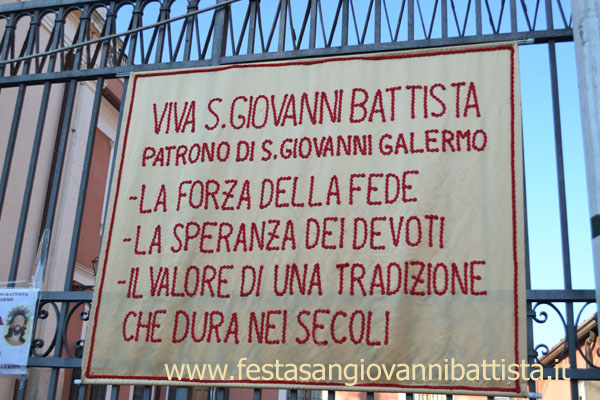 VIVA S.GIOVANNI BATTISTA
PATRONO DI S.GIOVANNI GALERMO
-LA FORZA DELLA FEDE
-LA SPERANZA DEI DEVOTI
-IL VALORE DI UNA TRADIZIONE
CHE DURA NEI SECOLI
www.festasangiovannibattista.it